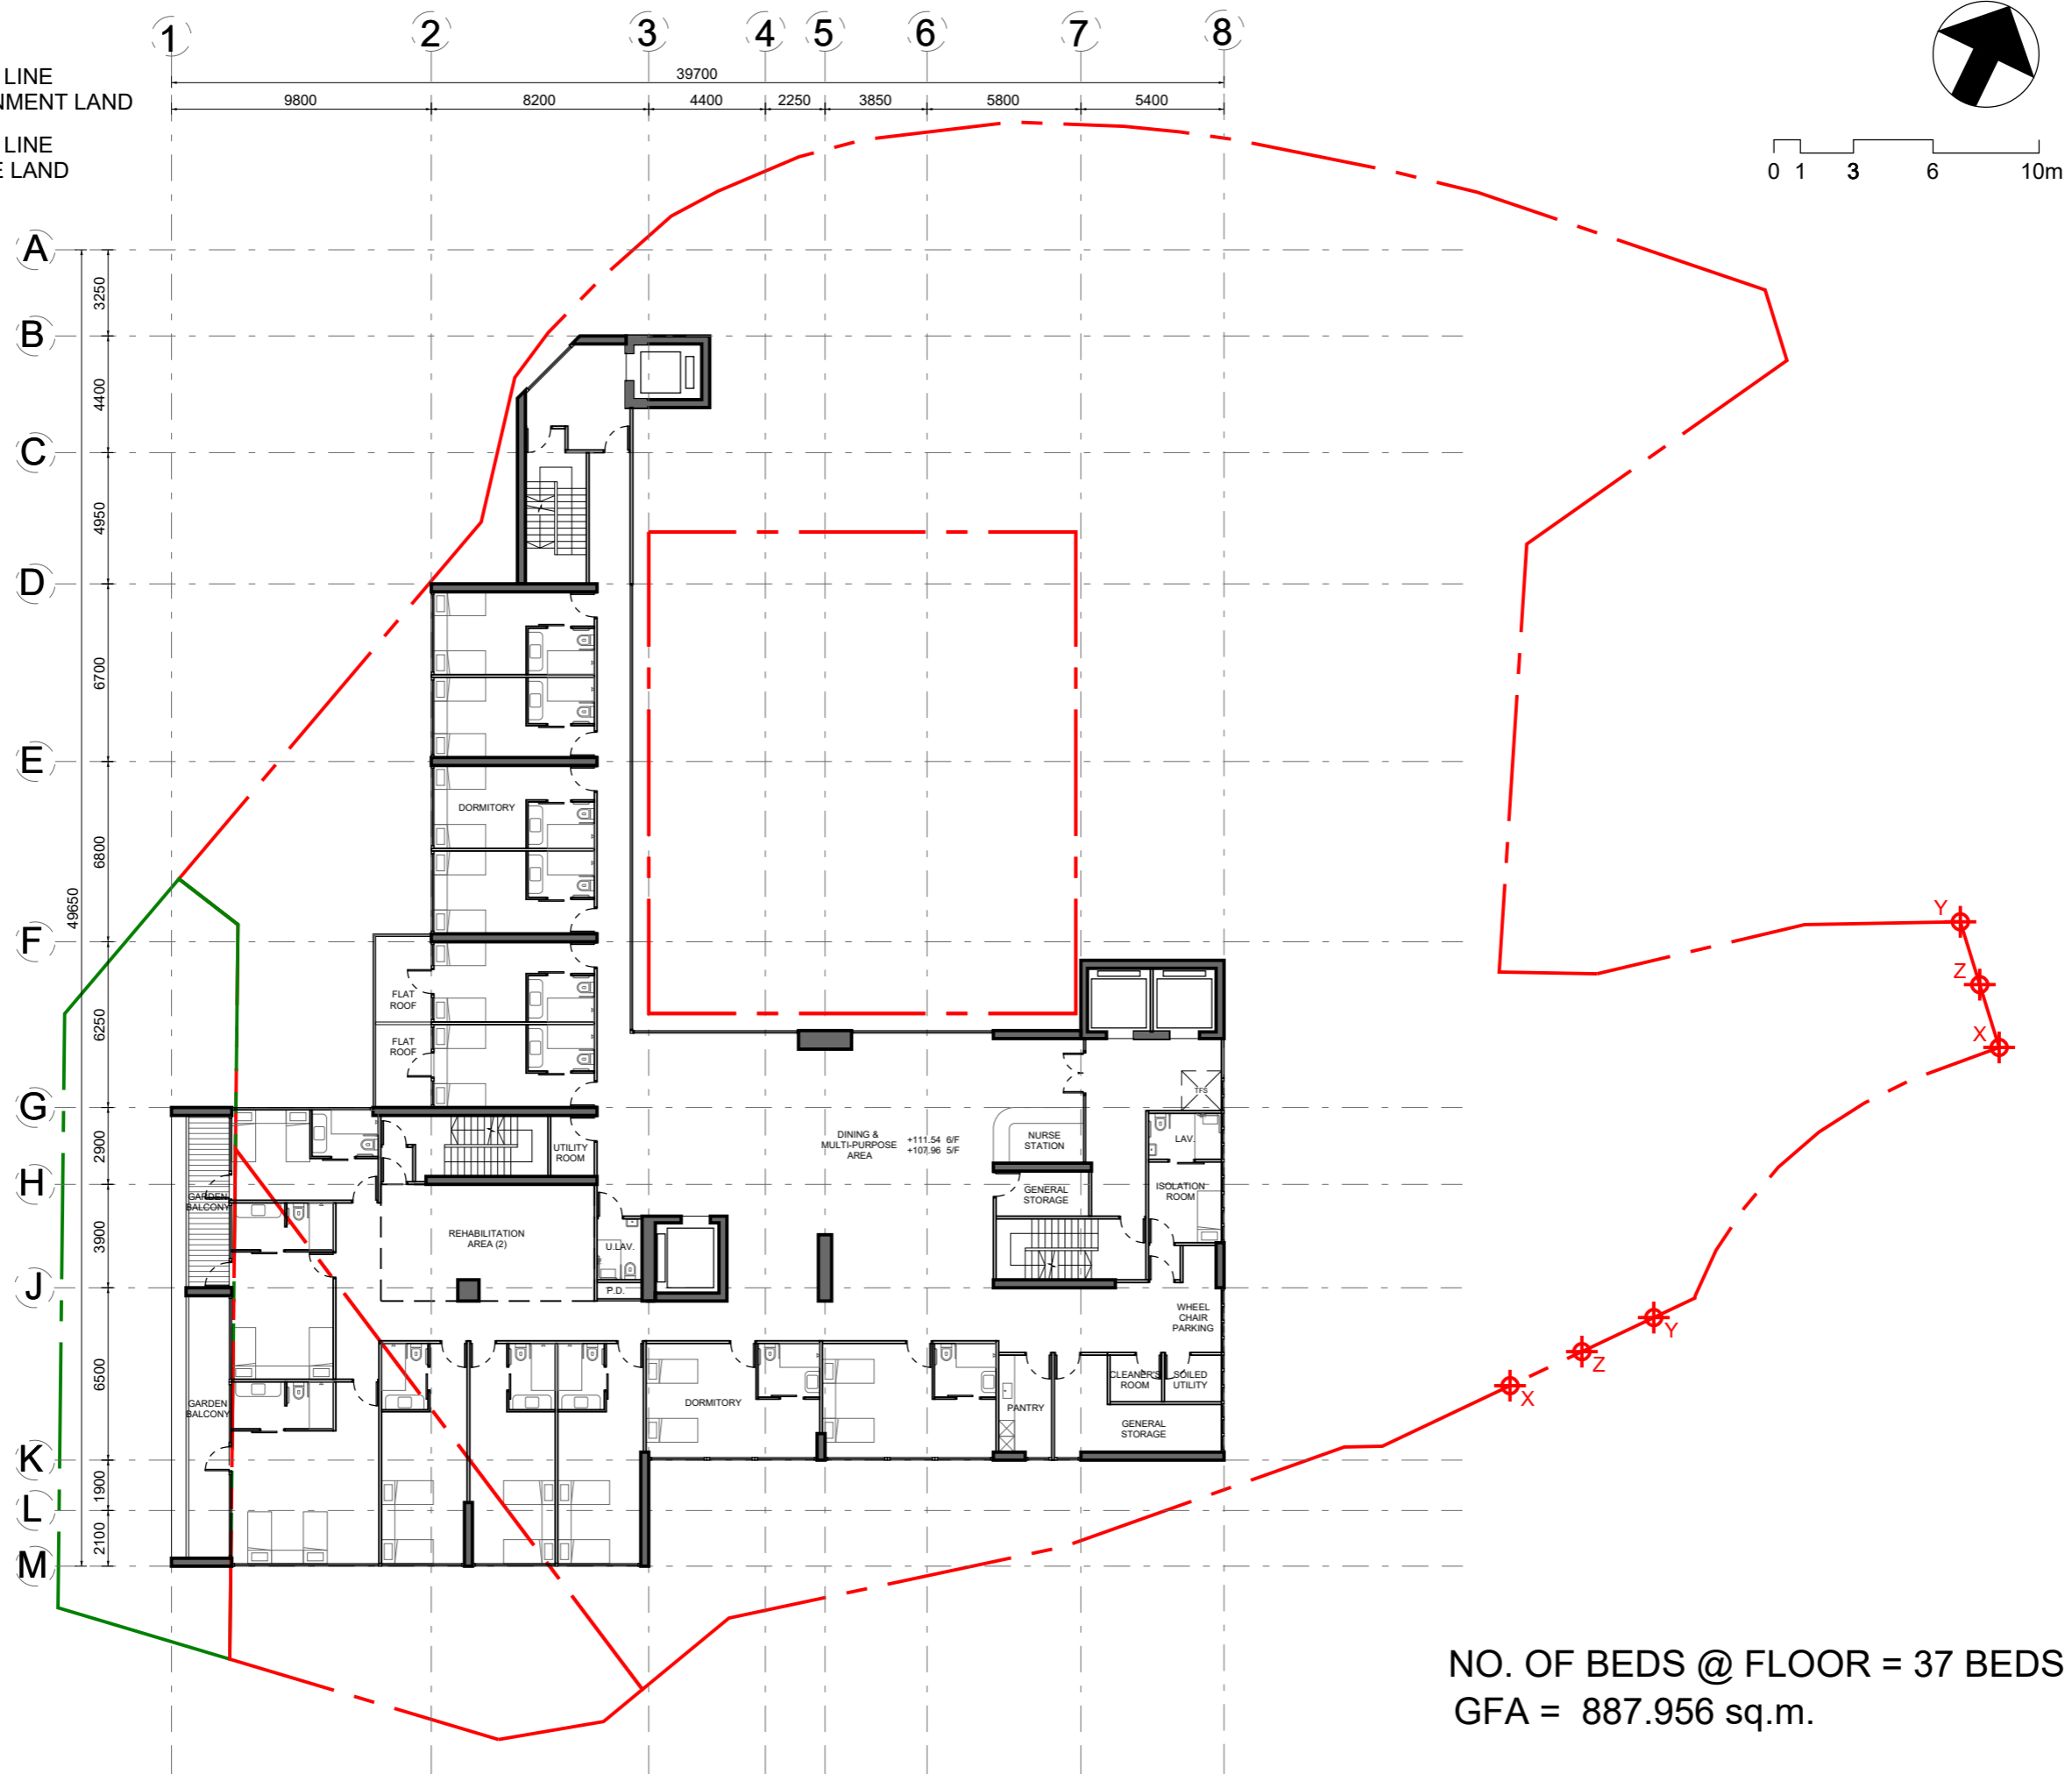 1 2 3 4 5 6 7 8
39700
9800 8200 4400 2250 3850 5800 5400
LINE
NMENT LAND
LINE
E LAND
0 1 3 6 10m
A
3250
B
4400
C
4950
D
6700
E
6800
49650
F
6250
G
2900
H
3900
J
6500
K
1900
L
2100
M
DORMITORY
FLAT
ROOF
FLAT
ROOF
UTILITY
ROOM
GARDEN
BALCONY
GARDEN
BALCONY
REHABILITATION
AREA (2)
U.LAV.
P.D.
DINING &
MULTI-PURPOSE
AREA
+111.54 6/F
+107.96 5/F
NURSE
STATION
TFS
LAV.
GENERAL
STORAGE
ISOLATION
ROOM
WHEEL
CHAIR
PARKING
DORMITORY
PANTRY
CLEANER'S
ROOM
SOILED
UTILITY
GENERAL
STORAGE
Y
Z
X
Y
Z
X
NO. OF BEDS @ FLOOR = 37 BEDS
GFA = 887.956 sq.m.